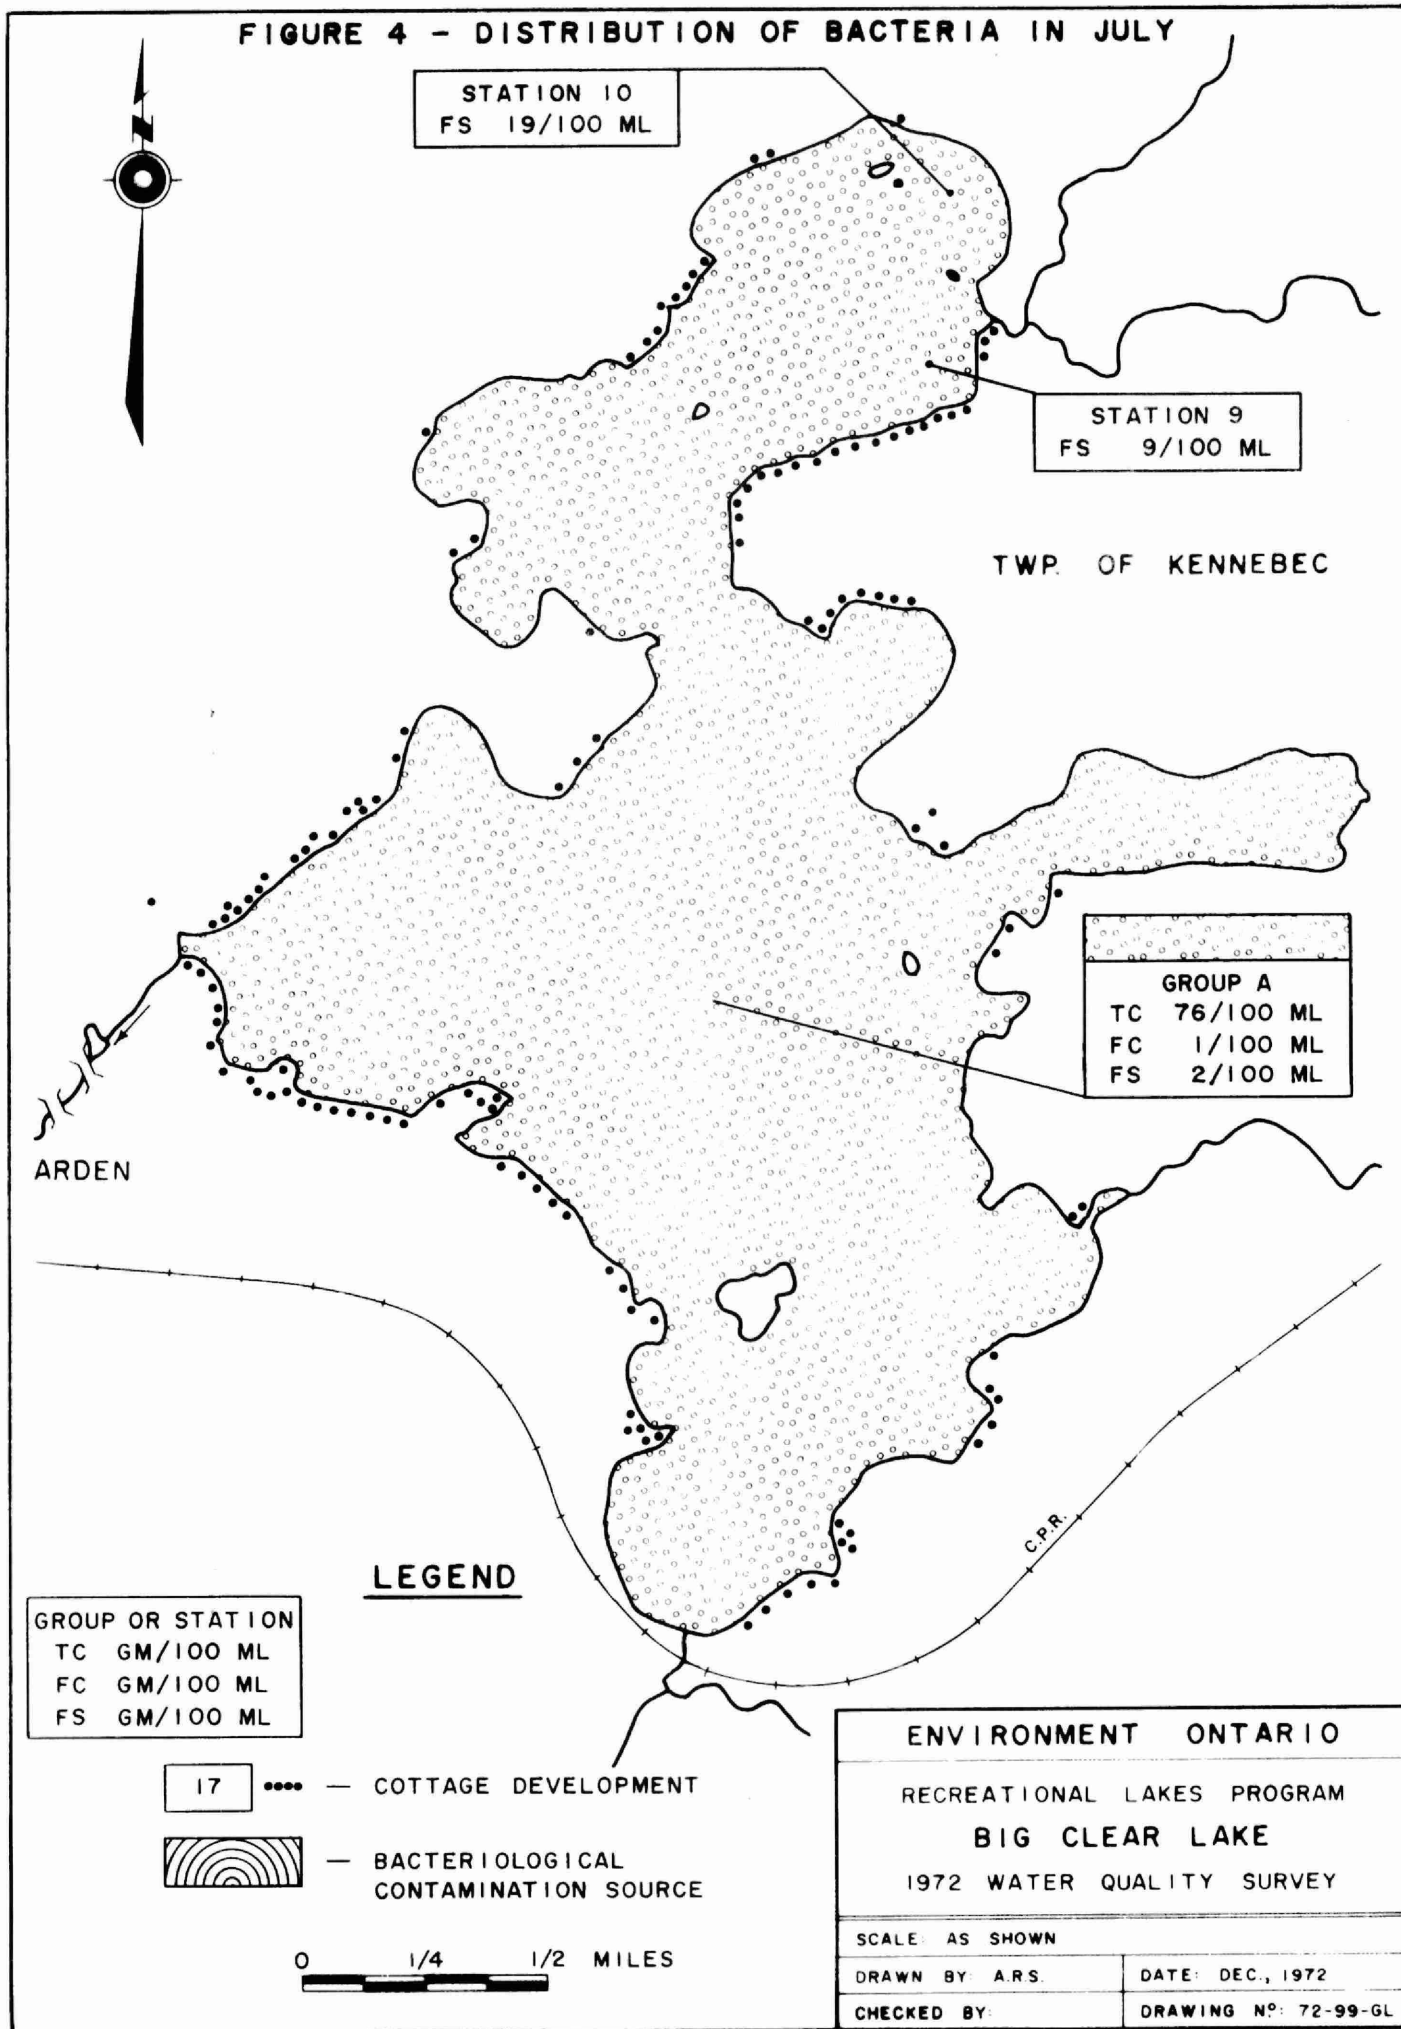 FIGURE 4 - DISTRIBUTION OF BACTERIA IN JULY
N
STATION 10
FS 19/100 ML
STATION 9
FS 9/100 ML
TWP. OF KENNEBEC
GROUP A
TC 76/100 ML
FC 1/100 ML
FS 2/100 ML
ARDEN
C.P.R.
LEGEND
GROUP OR STATION
TC GM/100 ML
FC GM/100 ML
FS GM/100 ML
17 — COTTAGE DEVELOPMENT
— BACTERIOLOGICAL
CONTAMINATION SOURCE
0 1/4 1/2 MILES
ENVIRONMENT ONTARIO
RECREATIONAL LAKES PROGRAM
BIG CLEAR LAKE
1972 WATER QUALITY SURVEY
SCALE: AS SHOWN
DRAWN BY: A.R.S.
DATE: DEC., 1972
CHECKED BY:
DRAWING Nº: 72-99-GL